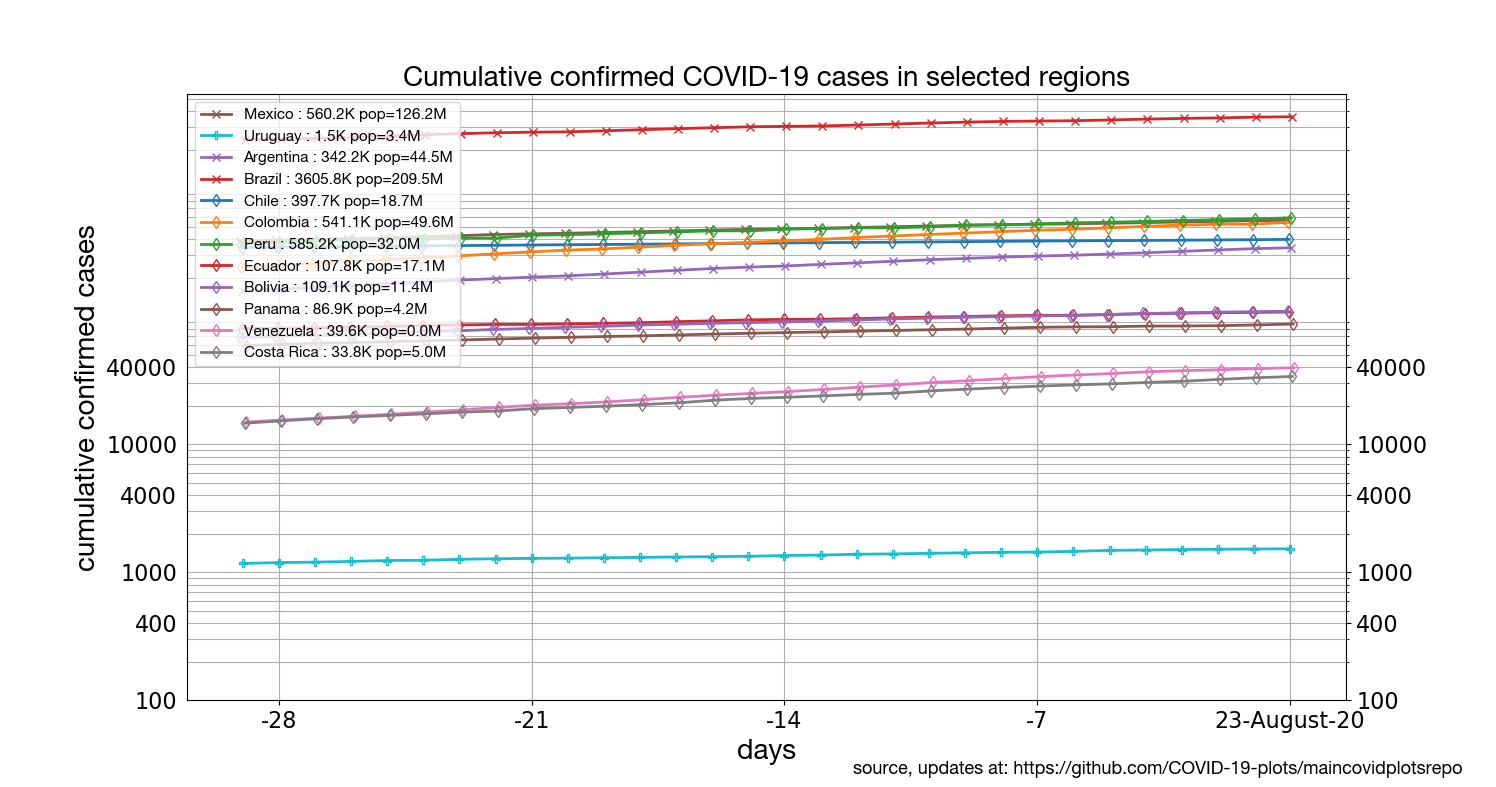 Cumulative confirmed COVID-19 cases in selected regions
Mexico : 560.2K pop=126.2M
Uruguay : 1.5K pop=3.4M
Argentina : 342.2K pop=44.5M
Brazil : 3605.8K pop=209.5M
Chile : 397.7K pop=18.7M
Colombia : 541.1K pop=49.6M
Peru : 585.2K pop=32.0M
Ecuador : 107.8K pop=17.1M
Bolivia : 109.1K pop=11.4M
Panama : 86.9K pop=4.2M
Venezuela : 39.6K pop=0.0M
Costa Rica : 33.8K pop=5.0M
cumulative confirmed cases
40000 40000
10000 10000
4000 4000
1000 1000
400 400
100 100
-28 -21 -14 -7 23-August-20
days
source, updates at: https://github.com/COVID-19-plots/maincovidplotsrepo